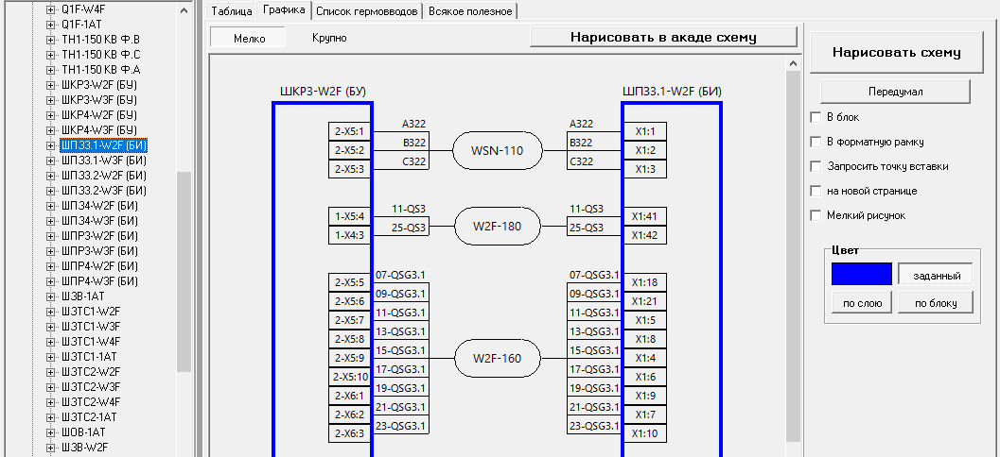 Q1F-W4F
Q1F-1AT
ТН1-150 КВ Ф.В
ТН1-150 КВ Ф.С
ТН1-150 КВ Ф.А
ШКР3-W2F (БУ)
ШКР3-W3F (БУ)
ШКР4-W2F (БУ)
ШКР4-W3F (БУ)
ШП33.1-W2F (БИ)
ШП33.1-W3F (БИ)
ШП33.2-W2F (БИ)
ШП33.2-W3F (БИ)
ШП34-W2F (БИ)
ШП34-W3F (БИ)
ШПР3-W2F (БИ)
ШПР3-W3F (БИ)
ШПР4-W2F (БИ)
ШПР4-W3F (БИ)
ШЗВ-1АТ
ШЗТС1-W2F
ШЗТС1-W3F
ШЗТС1-W4F
ШЗТС1-1АТ
ШЗТС2-W2F
ШЗТС2-W3F
ШЗТС2-W4F
ШЗТС2-1АТ
ШОВ-1АТ
ШЗВ-W2F
Таблица Графика Список гермовводов Всякое полезное
Мелко Крупно Нарисовать в акаде схему
ШКР3-W2F (БУ) ШП33.1-W2F (БИ)
2-X5:1 A322 A322 X1:1
2-X5:2 B322 WSN-110 B322 X1:2
2-X5:3 C322 C322 X1:3
1-X5:4 11-QS3 11-QS3 X1:41
1-X4:3 25-QS3 W2F-180 25-QS3 X1:42
2-X5:5 07-QSG3.1 07-QSG3.1 X1:18
2-X5:6 09-QSG3.1 09-QSG3.1 X1:21
2-X5:7 11-QSG3.1 11-QSG3.1 X1:5
2-X5:8 13-QSG3.1 13-QSG3.1 X1:8
2-X5:9 15-QSG3.1 W2F-160 15-QSG3.1 X1:4
2-X5:10 17-QSG3.1 17-QSG3.1 X1:6
2-X6:1 19-QSG3.1 19-QSG3.1 X1:9
2-X6:2 21-QSG3.1 21-QSG3.1 X1:7
2-X6:3 23-QSG3.1 23-QSG3.1 X1:10
Нарисовать схему
Передумал
В блок
В форматную рамку
Запросить точку вставки
на новой странице
Мелкий рисунок
Цвет
заданный
по слою по блоку